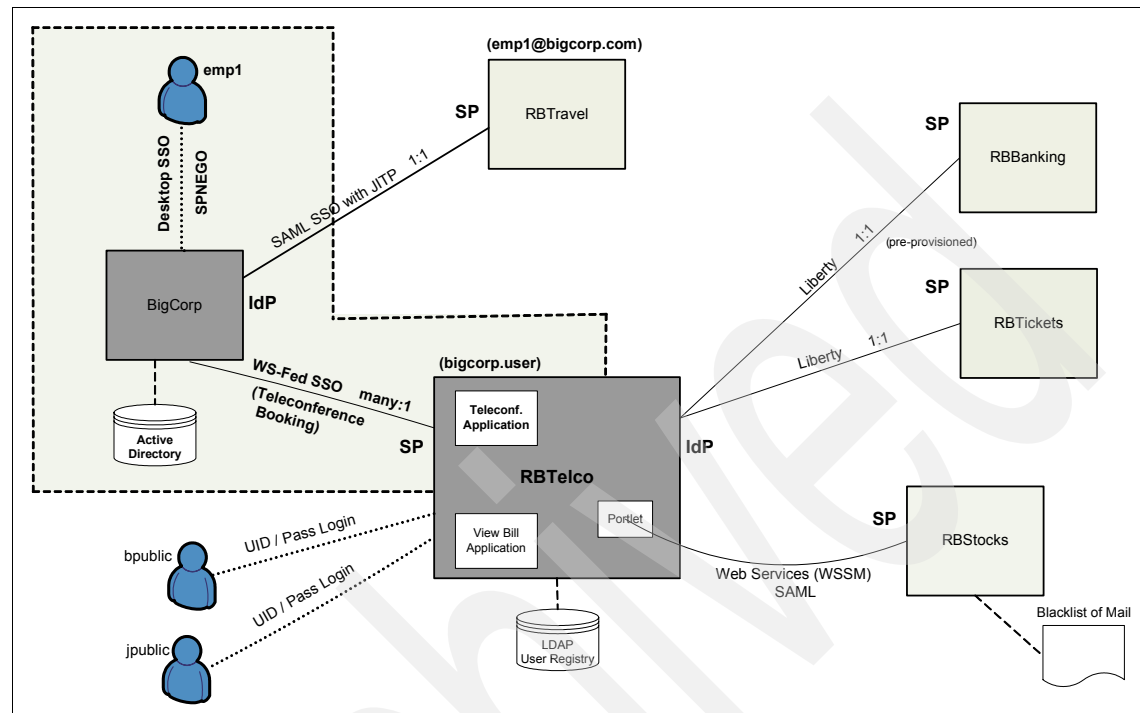 emp1
Desktop SSO
SPNEGO
(emp1@bigcorp.com)
SP
RBTravel
SAML SSO with JITP 1:1
BigCorp
IdP
Active
Directory
WS-Fed SSO many:1
(Teleconference
Booking)
(bigcorp.user)
SP
Teleconf.
Application
RBTelco
IdP
View Bill
Application
Portlet
LDAP
User Registry
bpublic
UID / Pass Login
jpublic
UID / Pass Login
SP
RBBanking
Liberty 1:1
(pre-provisioned)
SP
RBTickets
Liberty 1:1
SP
RBStocks
Web Services (WSSM)
SAML
Blacklist of Mail